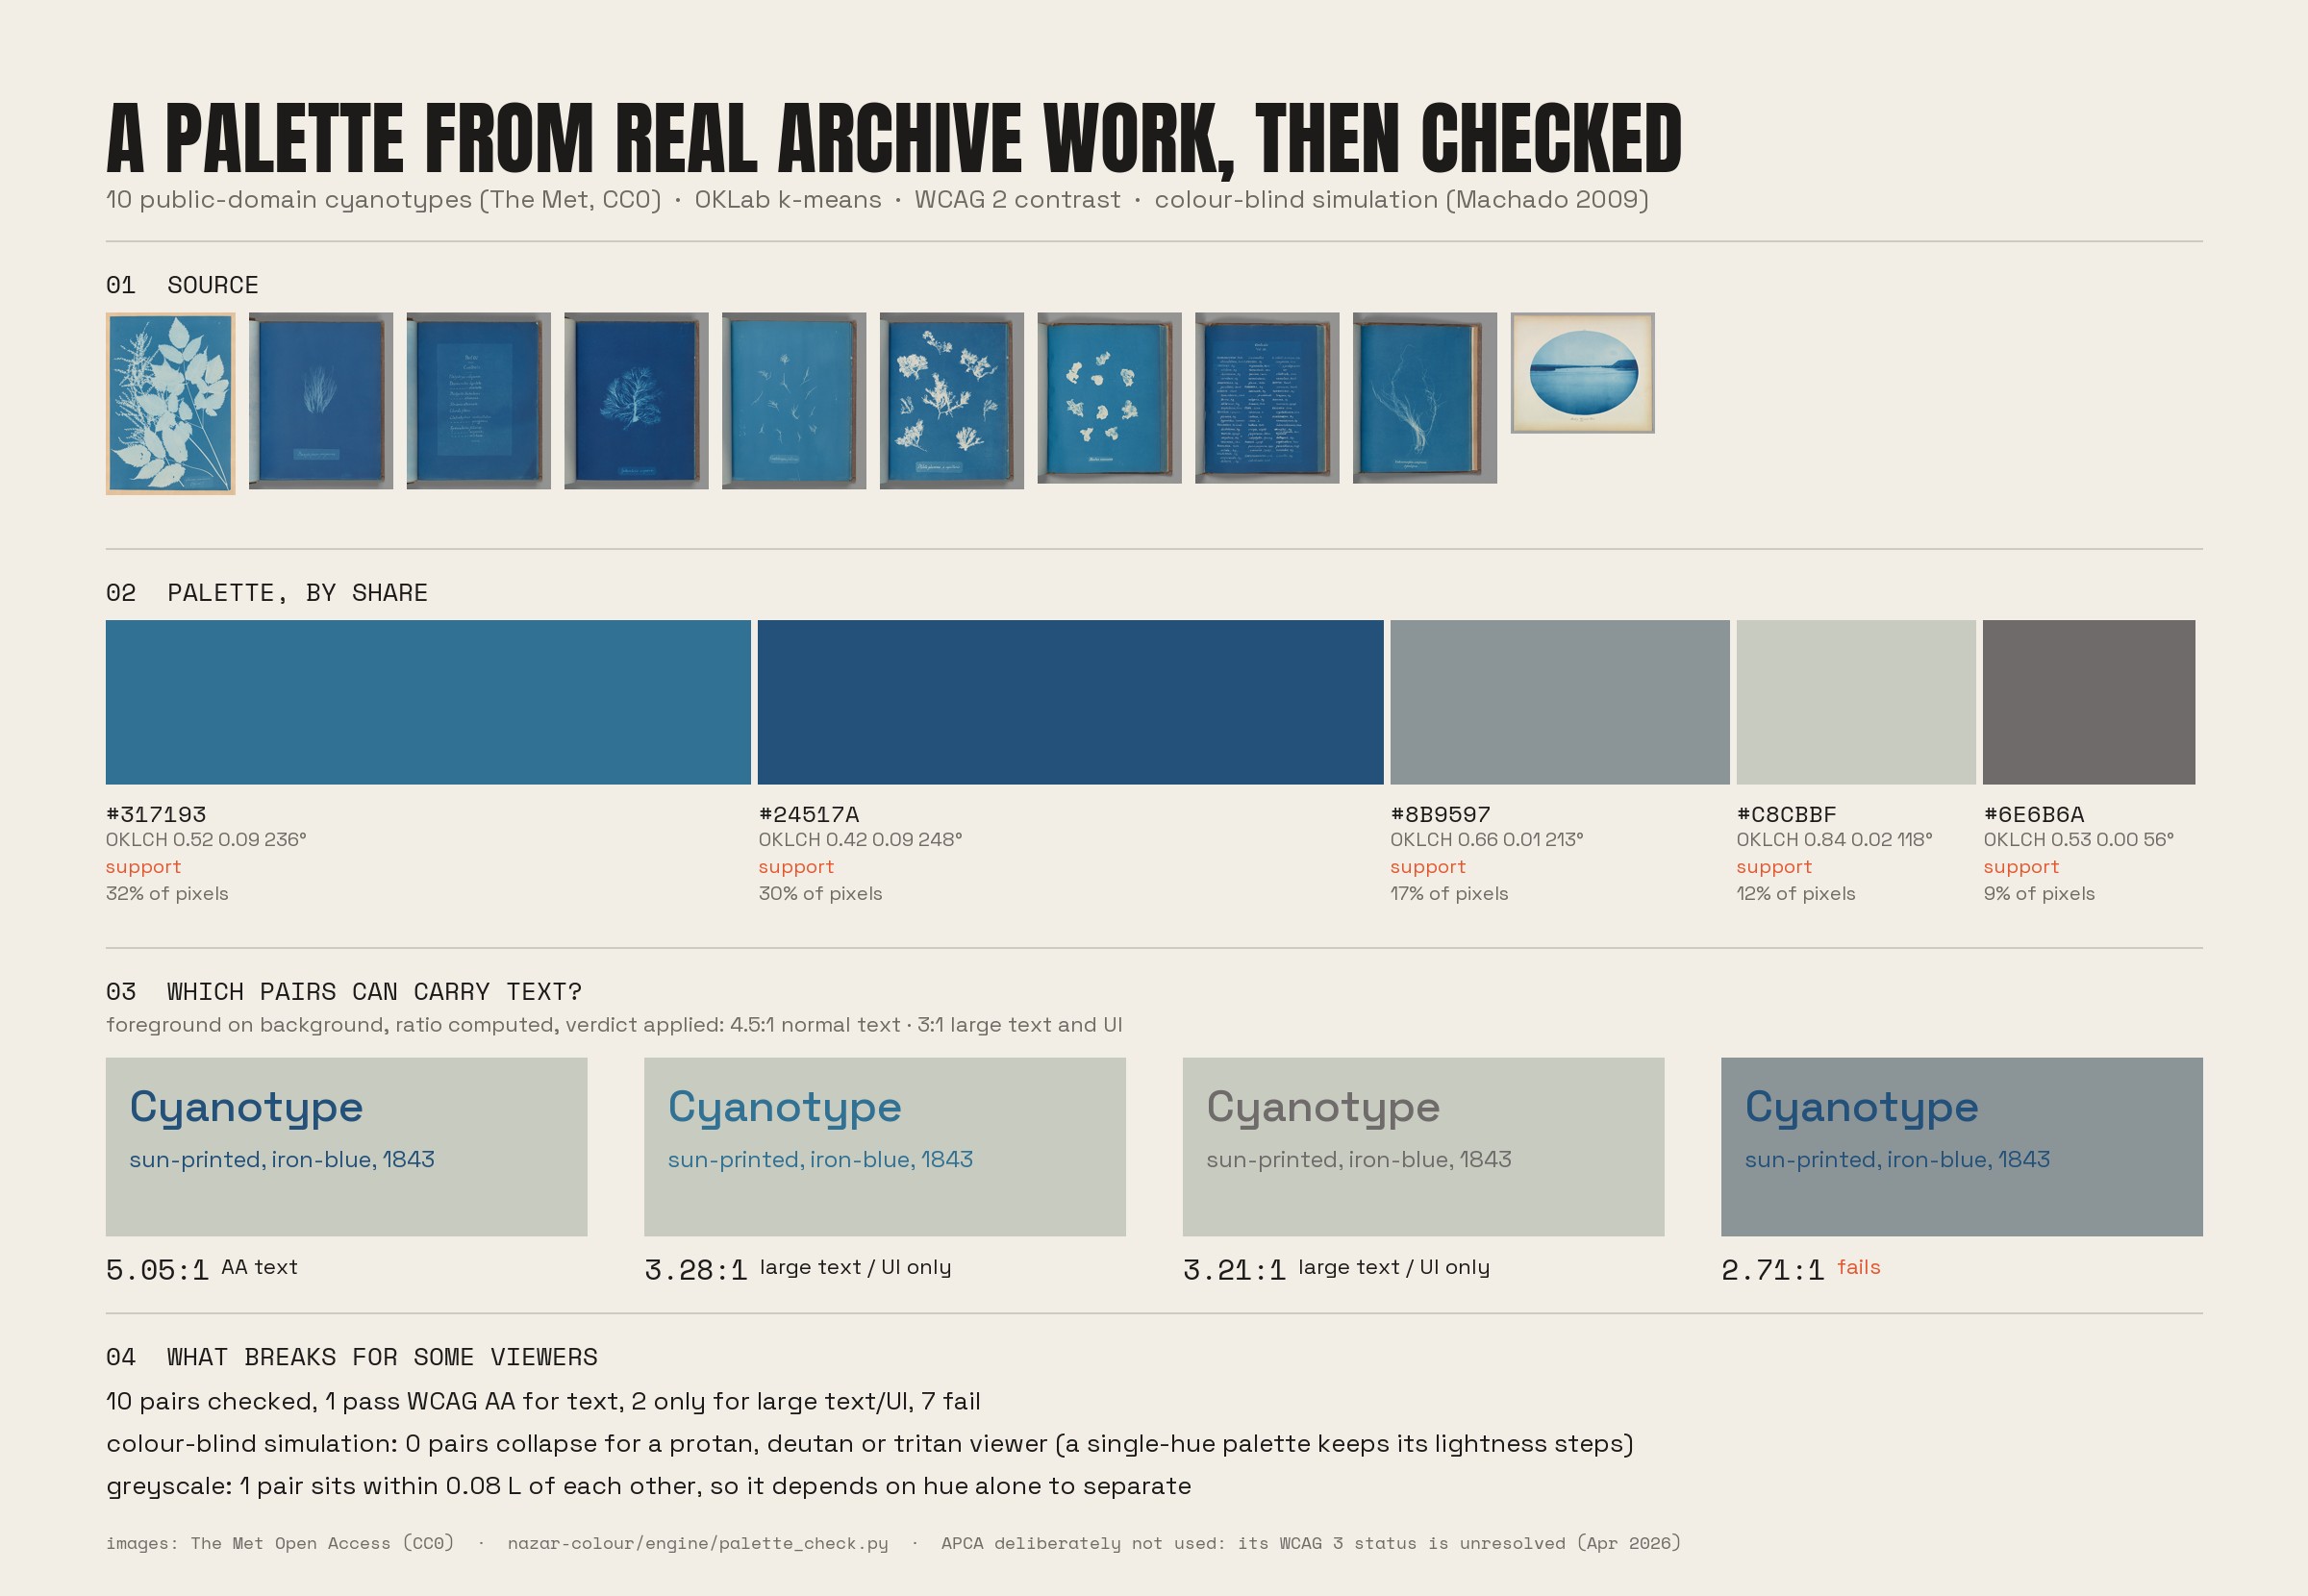 A PALETTE FROM REAL ARCHIVE WORK, THEN CHECKED
10 public-domain cyanotypes (The Met, CC0) · OKLab k-means · WCAG 2 contrast · colour-blind simulation (Machado 2009)
01 SOURCE
02 PALETTE, BY SHARE
#317193
OKLCH 0.52 0.09 236°
support
32% of pixels
#24517A
OKLCH 0.42 0.09 248°
support
30% of pixels
#8B9597
OKLCH 0.66 0.01 213°
support
17% of pixels
#C8CBBF
OKLCH 0.84 0.02 118°
support
12% of pixels
#6E6B6A
OKLCH 0.53 0.00 56°
support
9% of pixels
03 WHICH PAIRS CAN CARRY TEXT?
foreground on background, ratio computed, verdict applied: 4.5:1 normal text · 3:1 large text and UI
Cyanotype
sun-printed, iron-blue, 1843
5.05:1 AA text
Cyanotype
sun-printed, iron-blue, 1843
3.28:1 large text / UI only
Cyanotype
sun-printed, iron-blue, 1843
3.21:1 large text / UI only
Cyanotype
sun-printed, iron-blue, 1843
2.71:1 fails
04 WHAT BREAKS FOR SOME VIEWERS
10 pairs checked, 1 pass WCAG AA for text, 2 only for large text/UI, 7 fail
colour-blind simulation: 0 pairs collapse for a protan, deutan or tritan viewer (a single-hue palette keeps its lightness steps)
greyscale: 1 pair sits within 0.08 L of each other, so it depends on hue alone to separate
images: The Met Open Access (CC0) · nazar-colour/engine/palette_check.py · APCA deliberately not used: its WCAG 3 status is unresolved (Apr 2026)